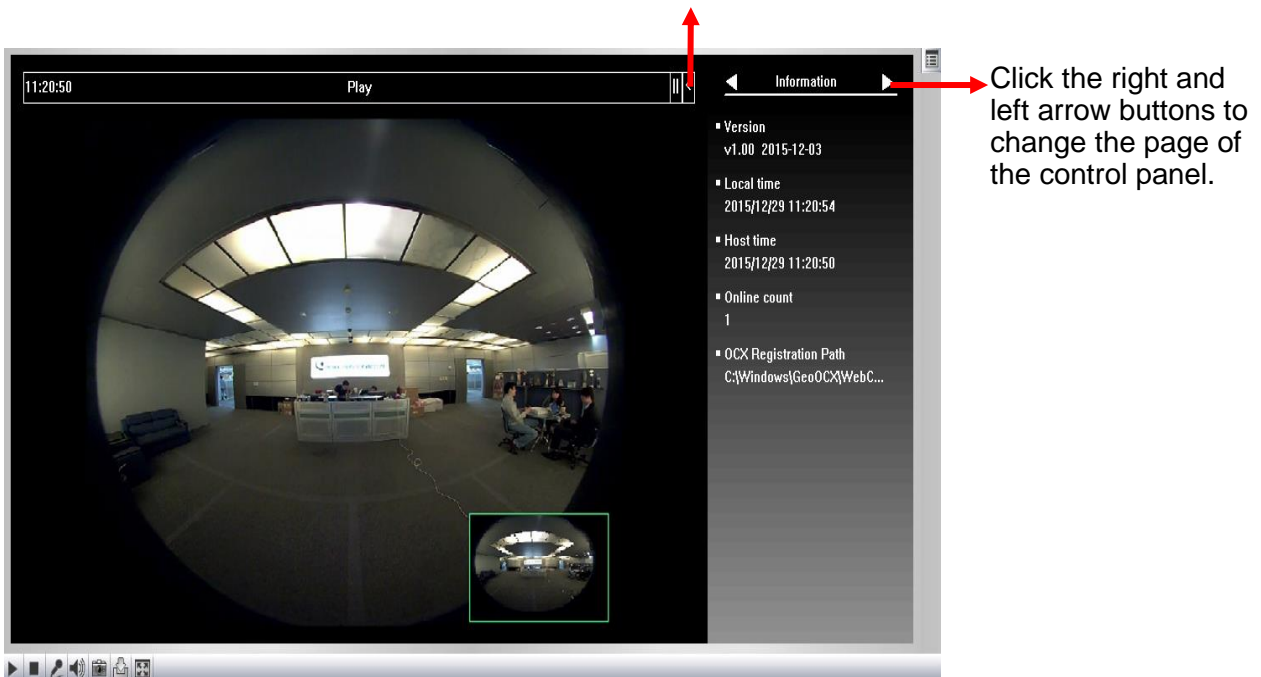 11:20:50 Play
Information
Version
v1.00 2015-12-03
Local time
2015/12/29 11:20:54
Host time
2015/12/29 11:20:50
Online count
1
OCX Registration Path
C:\Windows\GeoOCX\WebC...
Click the right and
left arrow buttons to
change the page of
the control panel.